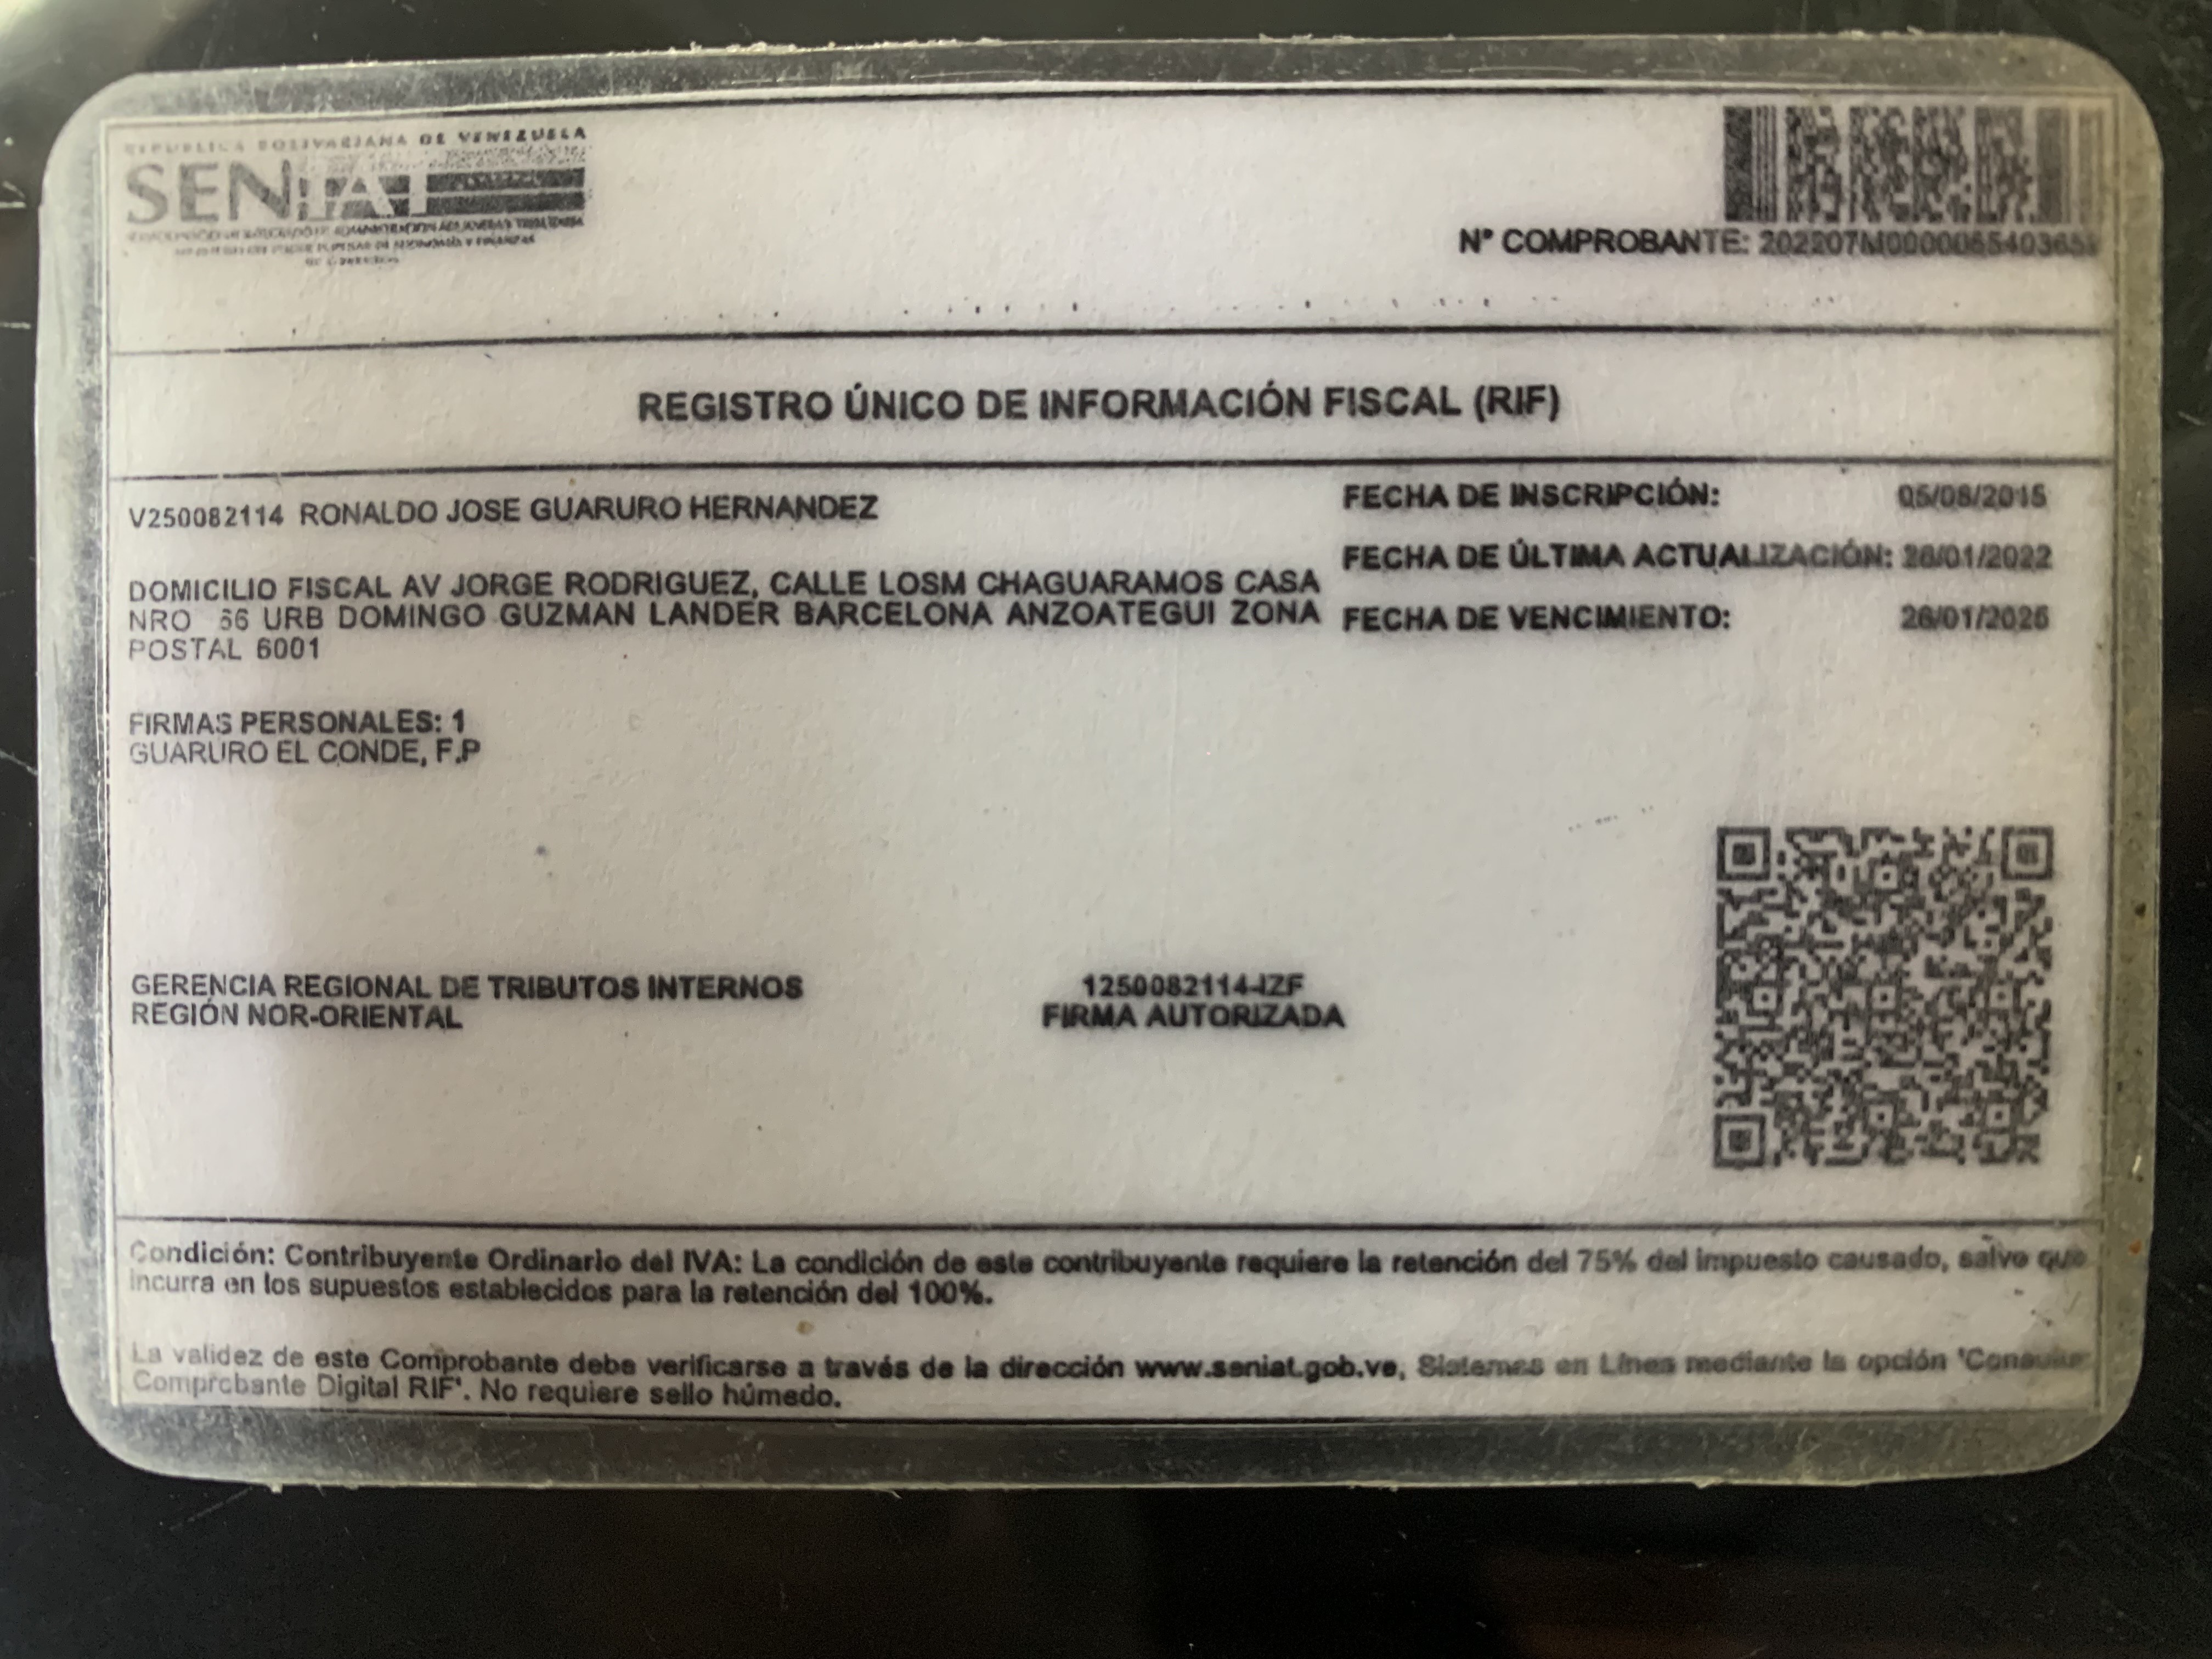 REPUBLICA BOLIVARIANA DE VENEZUELA
SENIAT
Nº COMPROBANTE:
REGISTRO ÚNICO DE INFORMACIÓN FISCAL (RIF)
V250082114 RONALDO JOSE GUARURO HERNANDEZ
FECHA DE INSCRIPCIÓN: 05/08/2015
FECHA DE ÚLTIMA ACTUALIZACIÓN: 26/01/2022
FECHA DE VENCIMIENTO: 26/01/2025
DOMICILIO FISCAL AV JORGE RODRIGUEZ, CALLE LOSM CHAGUARAMOS CASA
NRO 66 URB DOMINGO GUZMAN LANDER BARCELONA ANZOATEGUI ZONA
POSTAL 6001
FIRMAS PERSONALES: 1
GUARURO EL CONDE, F.P
GERENCIA REGIONAL DE TRIBUTOS INTERNOS
REGIÓN NOR-ORIENTAL
1250082114-IZF
FIRMA AUTORIZADA
Condición: Contribuyente Ordinario del IVA: La condición de este contribuyente requiere la retención del 75% del impuesto causado, salvo que
incurra en los supuestos establecidos para la retención del 100%.
La validez de este Comprobante debe verificarse a través de la dirección www.seniat.gob.ve, Sistemas en Línea mediante la opción
Comprobante Digital RIF'. No requiere sello húmedo.